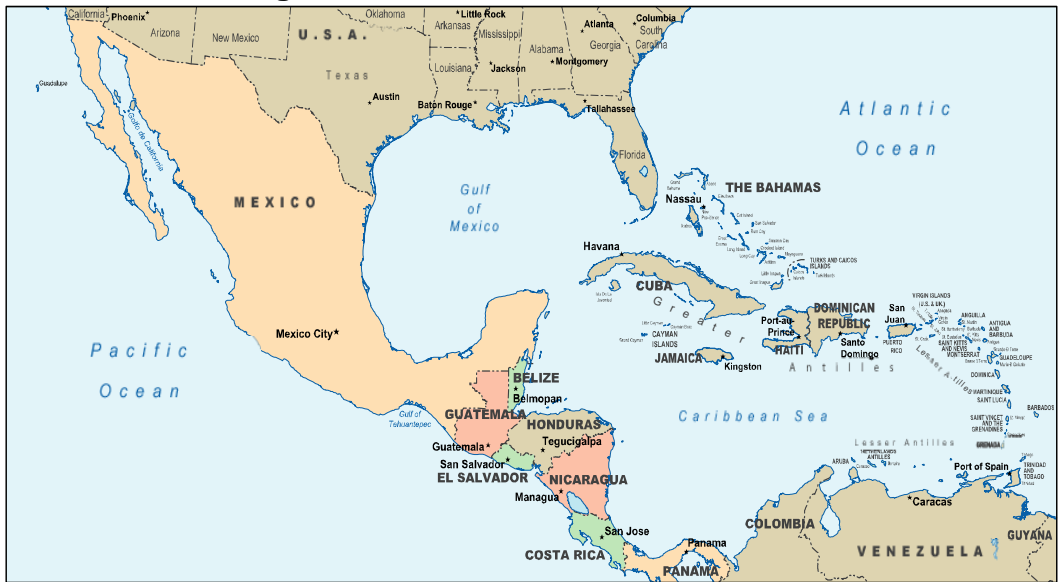 California
Phoenix
Arizona
New Mexico
Oklahoma
U.S.A.
Texas
Austin
Arkansas
Little Rock
Mississippi
Louisiana
Jackson
Baton Rouge
Alabama
Montgomery
Atlanta
Georgia
Columbia
South
Carolina
Tallahassee
Florida
Guadalupe
Golfo de California
MEXICO
Gulf
of
Mexico
Atlantic
Ocean
Nassau
THE BAHAMAS
Havana
CUBA
TURKS AND CAICOS
ISLANDS
Greater
Antilles
CAYMAN
ISLANDS
JAMAICA
Kingston
Port-au-
Prince
HAITI
DOMINICAN
REPUBLIC
Santo
Domingo
San
Juan
PUERTO
RICO
VIRGIN ISLANDS
(U.S. & UK)
ANGUILLA
ANTIGUA
AND
BARBUDA
SAINT KITTS
AND NEVIS
MONTSERRAT
GUADELOUPE
DOMINICA
MARTINIQUE
SAINT LUCIA
BARBADOS
SAINT VINCET
AND THE
GRENADINES
GRENADA
Lesser Antilles
Lesser Antilles
NETHERLANDS
ANTILLES
ARUBA
Port of Spain
TRINIDAD
AND
TOBAGO
Caribbean Sea
Mexico City
Pacific
Ocean
Gulf of
Tehuantepec
BELIZE
Belmopan
GUATEMALA
Guatemala
HONDURAS
Tegucigalpa
San Salvador
EL SALVADOR
NICARAGUA
Managua
San Jose
COSTA RICA
Panama
PANAMA
COLOMBIA
Caracas
VENEZUELA
GUYANA